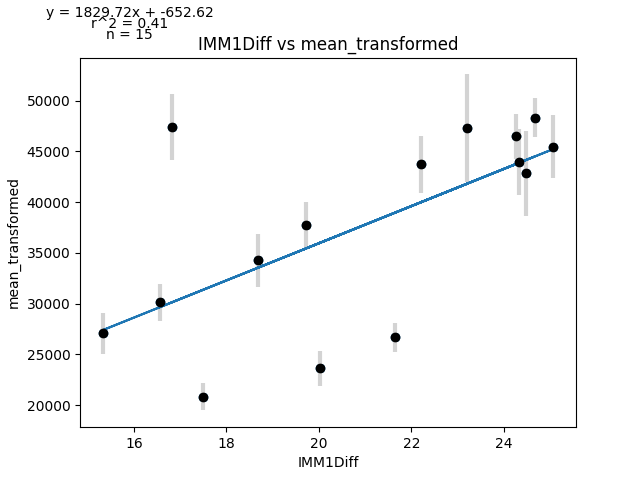 y = 1829.72x + -652.62
r^2 = 0.41
n = 15
IMM1Diff vs mean_transformed
mean_transformed
50000
45000
40000
35000
30000
25000
20000
16
18
20
22
24
IMM1Diff